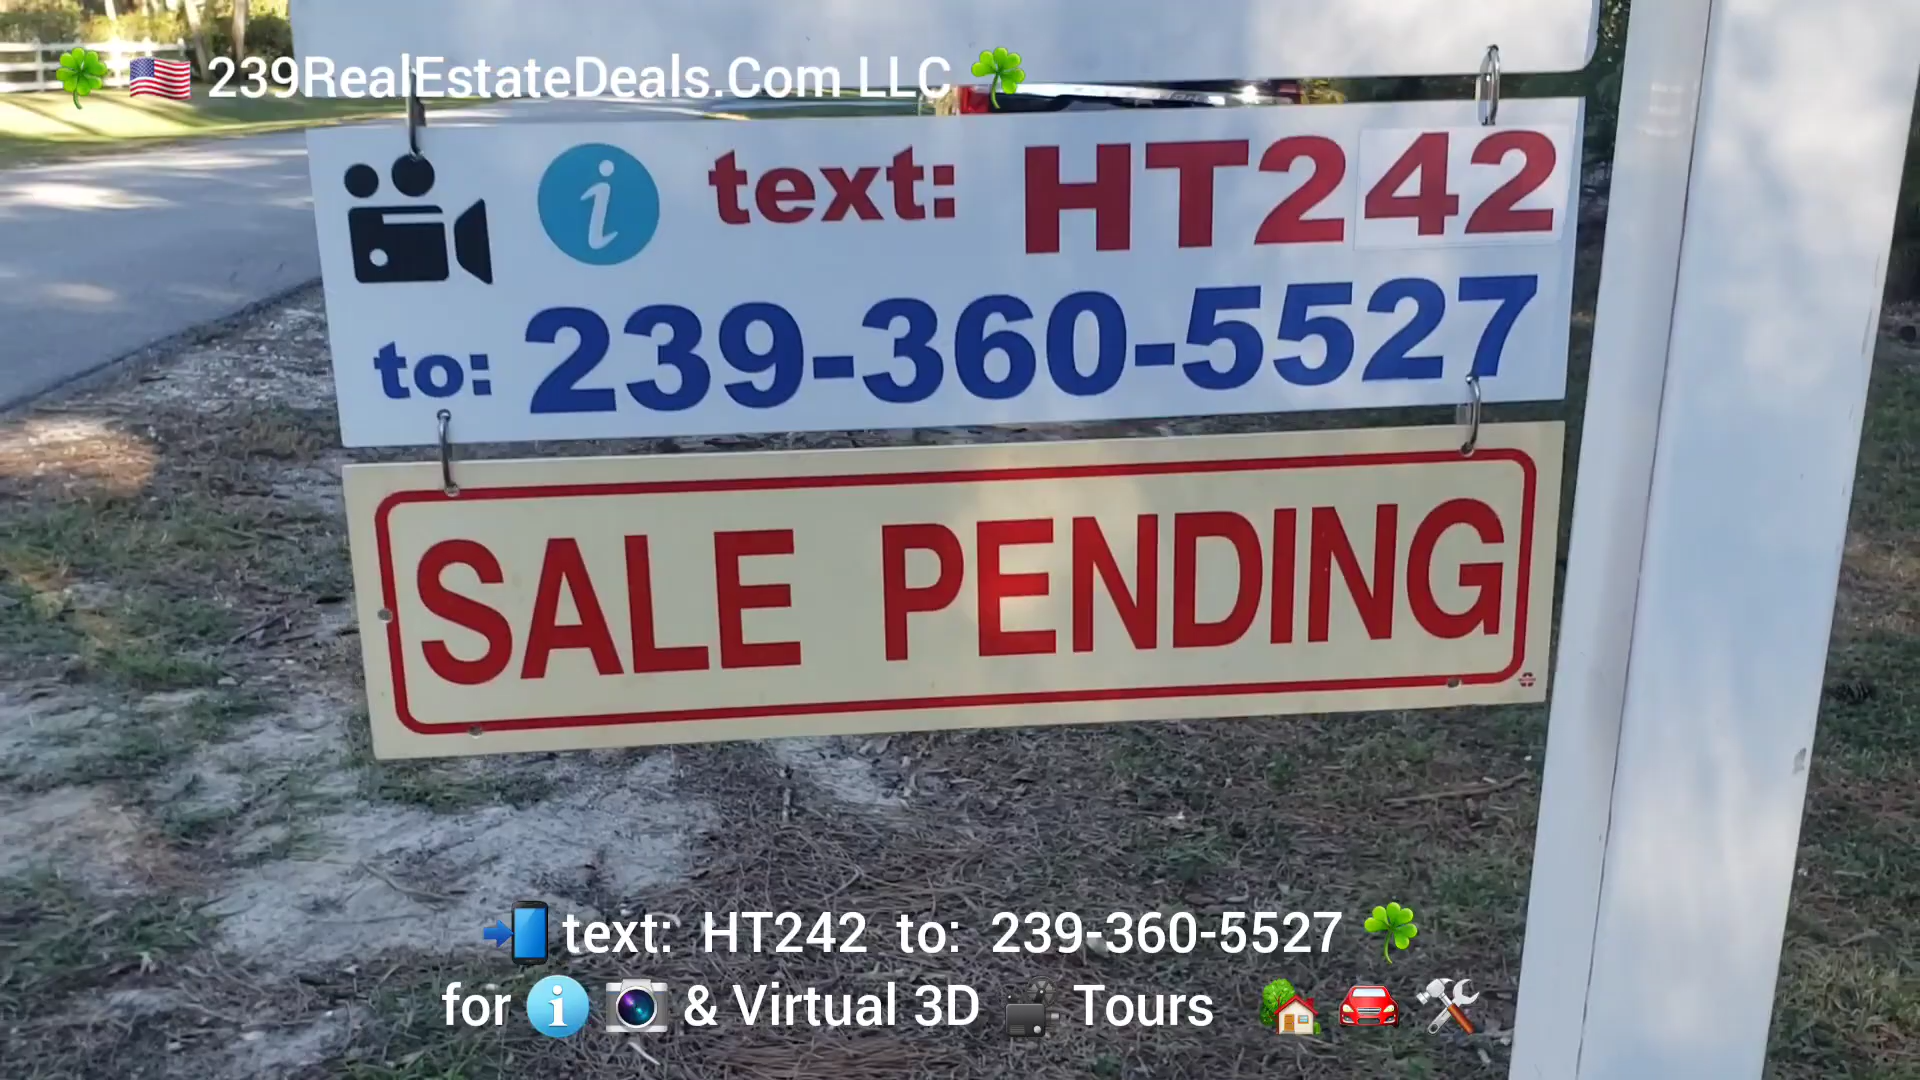 🍀 🇺🇸 239RealEstateDeals.Com LLC 🍀
i text: HT242
to: 239-360-5527
SALE PENDING
📲 text: HT242 to: 239-360-5527 🍀
for ℹ️ 📷 & Virtual 3D 🎥 Tours 🏡 🚘 🛠️